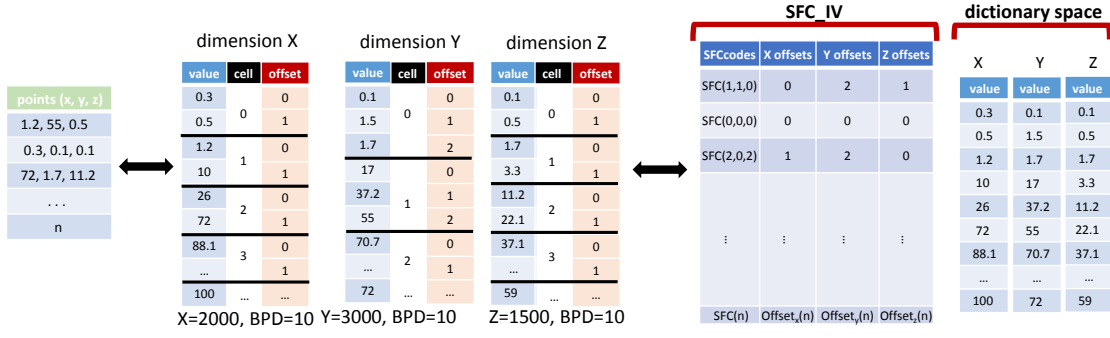 SFC_IV
dictionary space
dimension X
dimension Y
dimension Z
points (x, y, z)
1.2, 55, 0.5
0.3, 0.1, 0.1
72, 1.7, 11.2
. . .
n
value cell offset
0.3 0 0
0.5 1
1.2 1 0
10 1
26 2 0
72 1
88.1 3 0
... 1
100 ... ...
X=2000, BPD=10
value cell offset
0.1 0 0
1.5 1
1.7 2
17 1 0
37.2 1
55 2
70.7 2 0
... 1
72 ... ...
Y=3000, BPD=10
value cell offset
0.1 0 0
0.5 1
1.7 1 0
3.3 1
11.2 2 0
22.1 1
37.1 3 0
... 1
59 ... ...
Z=1500, BPD=10
SFCcodes X offsets Y offsets Z offsets
SFC(1,1,0) 0 2 1
SFC(0,0,0) 0 0 0
SFC(2,0,2) 1 2 0
⋮ ⋮ ⋮ ⋮
SFC(n) Offsetx(n) Offsety(n) Offsetz(n)
X Y Z
value value value
0.3 0.1 0.1
0.5 1.5 0.5
1.2 1.7 1.7
10 17 3.3
26 37.2 11.2
72 55 22.1
88.1 70.7 37.1
... ... ...
100 72 59